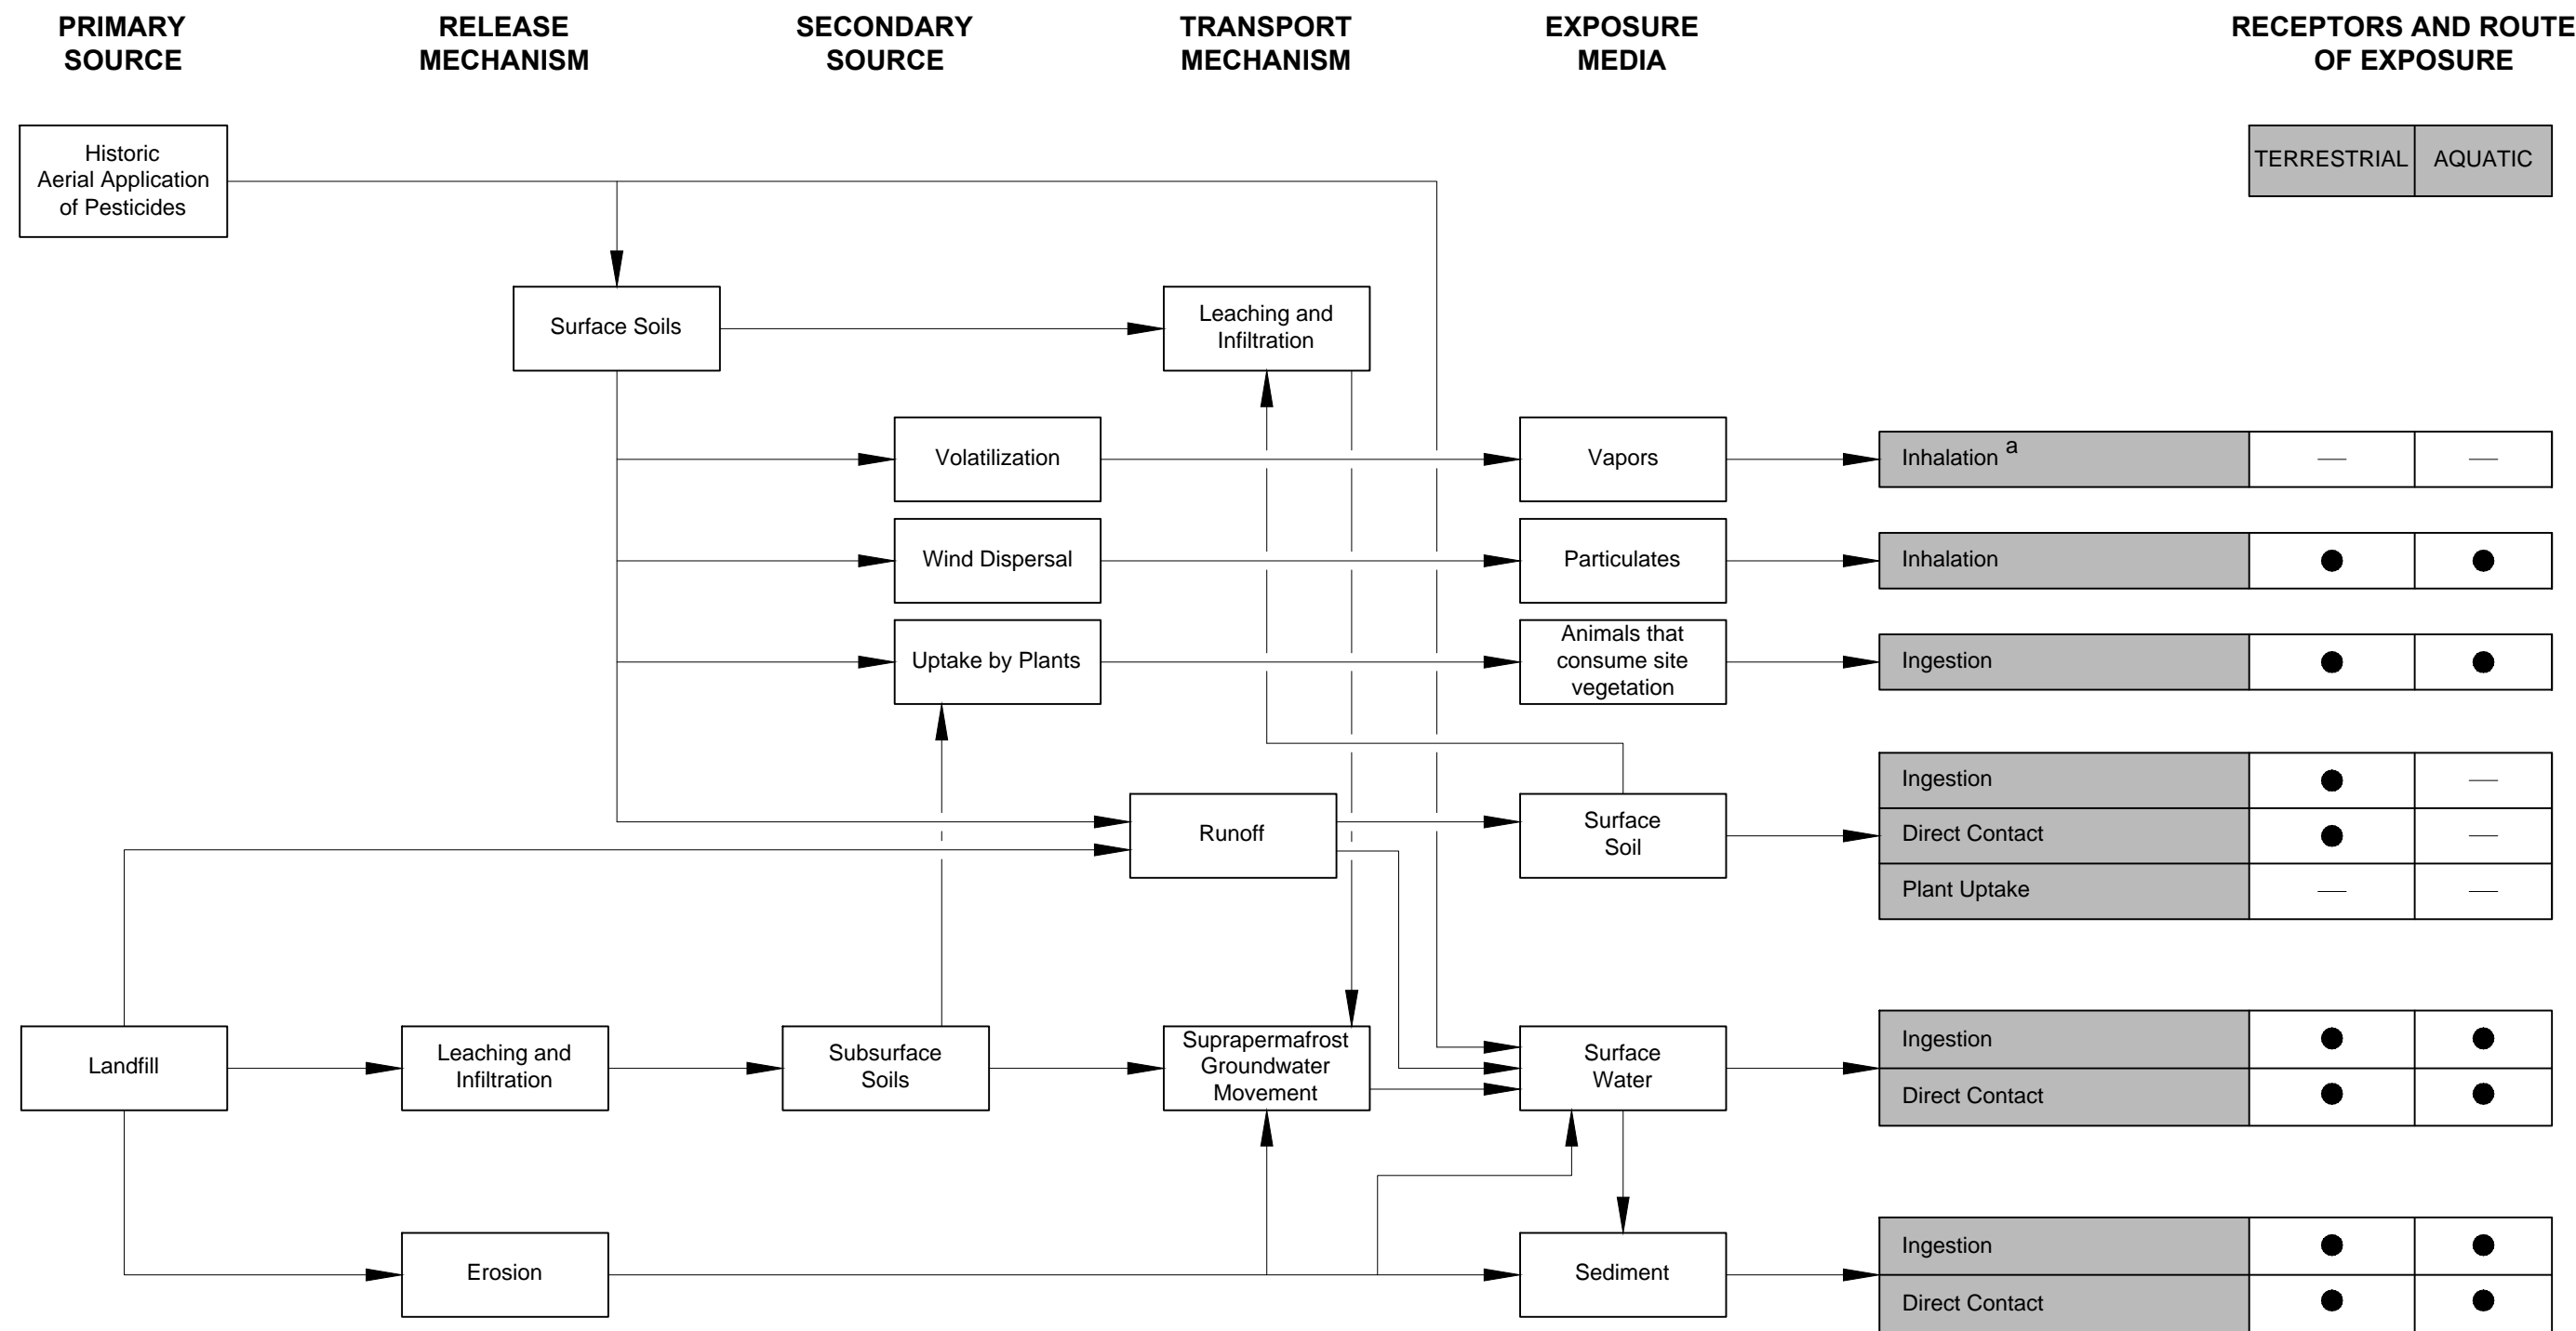 PRIMARY
SOURCE
RELEASE
MECHANISM
SECONDARY
SOURCE
TRANSPORT
MECHANISM
EXPOSURE
MEDIA
RECEPTORS AND ROUTE
OF EXPOSURE
Historic
Aerial Application
of Pesticides
TERRESTRIAL
AQUATIC
Surface Soils
Leaching and
Infiltration
Volatilization
Vapors
Inhalation a
— —
Wind Dispersal
Particulates
Inhalation
● ●
Uptake by Plants
Animals that
consume site
vegetation
Ingestion
● ●
Runoff
Surface
Soil
Ingestion
● —
Direct Contact
● —
Plant Uptake
— —
Landfill
Leaching and
Infiltration
Subsurface
Soils
Suprapermafrost
Groundwater
Movement
Surface
Water
Ingestion
● ●
Direct Contact
● ●
Erosion
Sediment
Ingestion
● ●
Direct Contact
● ●